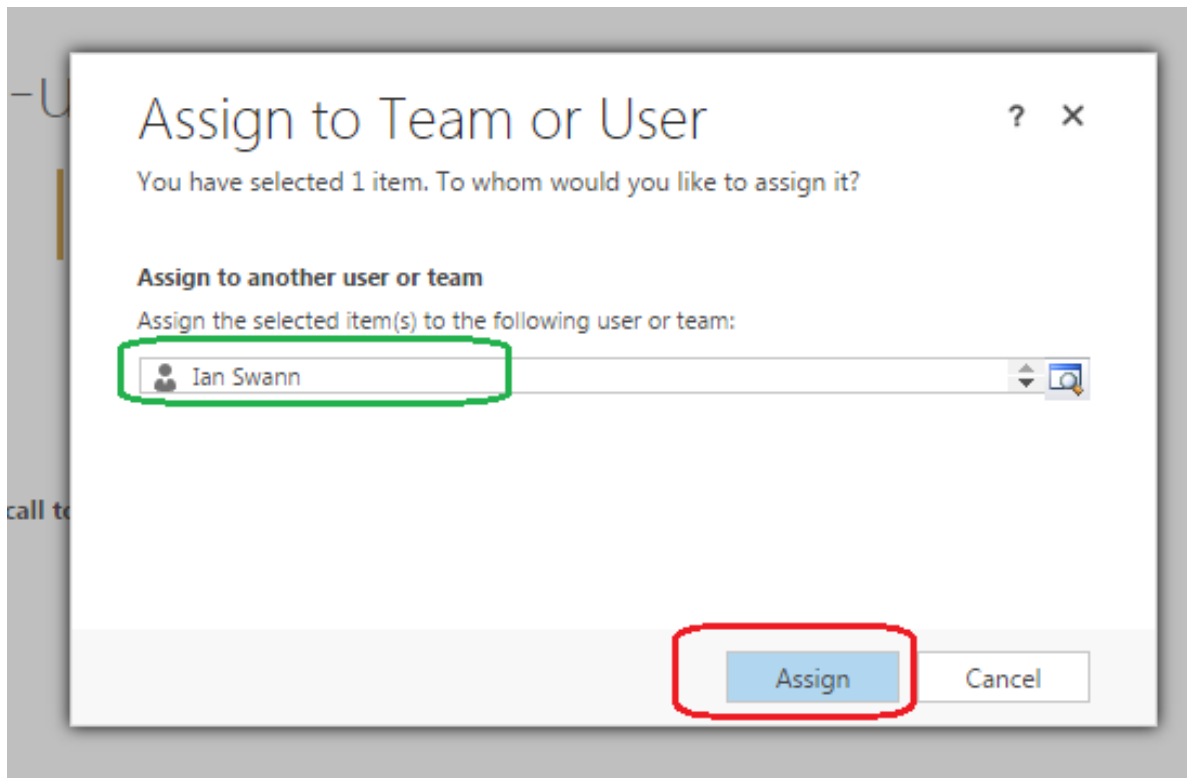 -U
Assign to Team or User ? ×
You have selected 1 item. To whom would you like to assign it?
Assign to another user or team
Assign the selected item(s) to the following user or team:
Ian Swann
call to
Assign Cancel